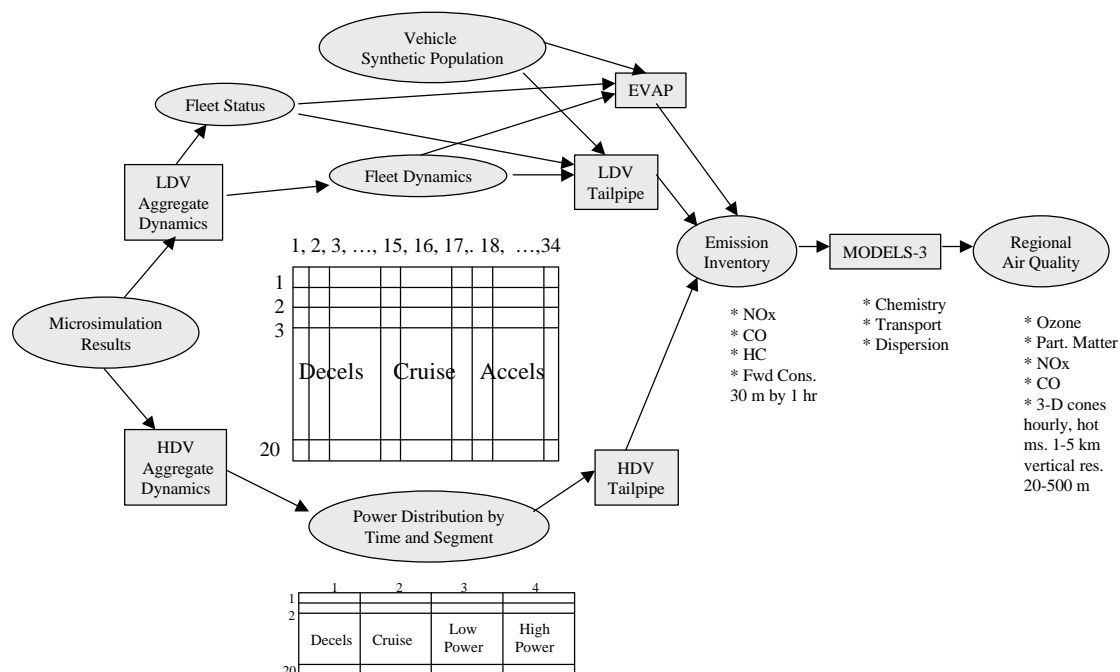 Vehicle
Synthetic Population
EVAP
Fleet Status
LDV
Tailpipe
Fleet Dynamics
LDV
Aggregate
Dynamics
1, 2, 3, …, 15, 16, 17,. 18, …,34
1
2
3
20
Decels Cruise Accels
Emission
Inventory
MODELS-3
Regional
Air Quality
* NOx
* CO
* HC
* Fwd Cons.
30 m by 1 hr
* Chemistry
* Transport
* Dispersion
* Ozone
* Part. Matter
* NOx
* CO
* 3-D cones
hourly, hot
ms. 1-5 km
vertical res.
20-500 m
Microsimulation
Results
HDV
Aggregate
Dynamics
HDV
Tailpipe
Power Distribution by
Time and Segment
1 2 3 4
1
2
20
Decels
Cruise
Low
Power
High
Power